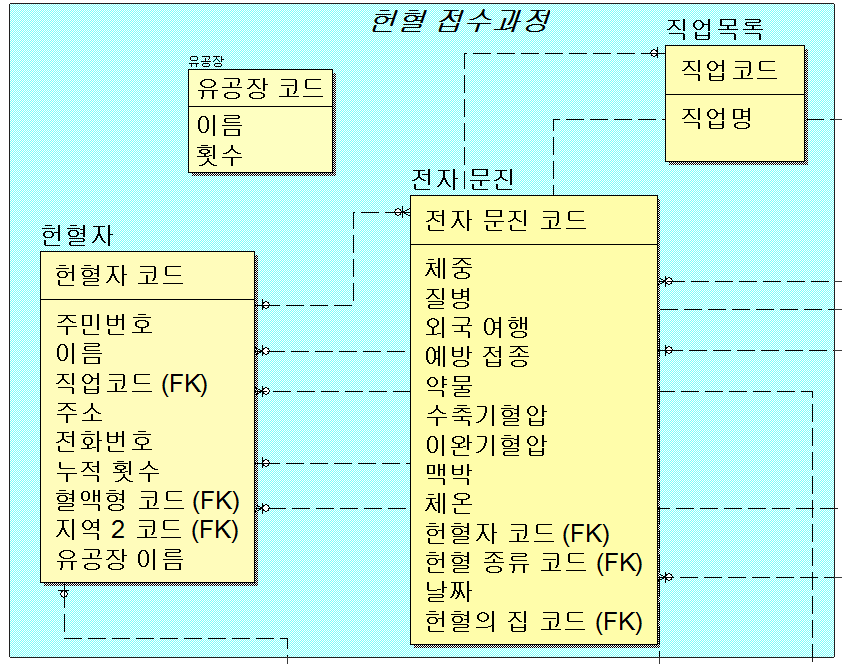 헌혈 접수과정
유공장
유공장 코드
이름
횟수
직업목록
직업코드
직업명
헌혈자
헌혈자 코드
주민번호
이름
직업코드 (FK)
주소
전화번호
누적 횟수
혈액형 코드 (FK)
지역 2 코드 (FK)
유공장 이름
전자 문진
전자 문진 코드
체중
질병
외국 여행
예방 접종
약물
수축기혈압
이완기혈압
맥박
체온
헌혈자 코드 (FK)
헌혈 종류 코드 (FK)
날짜
헌혈의 집 코드 (FK)